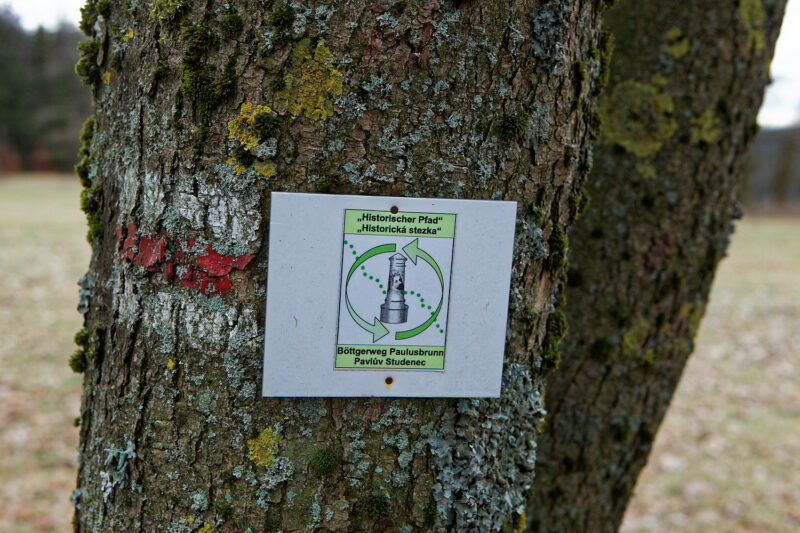 „Historischer Pfad“
„Historická stezka“
Böttgerweg Paulusbrunn
Pavlův Studenec